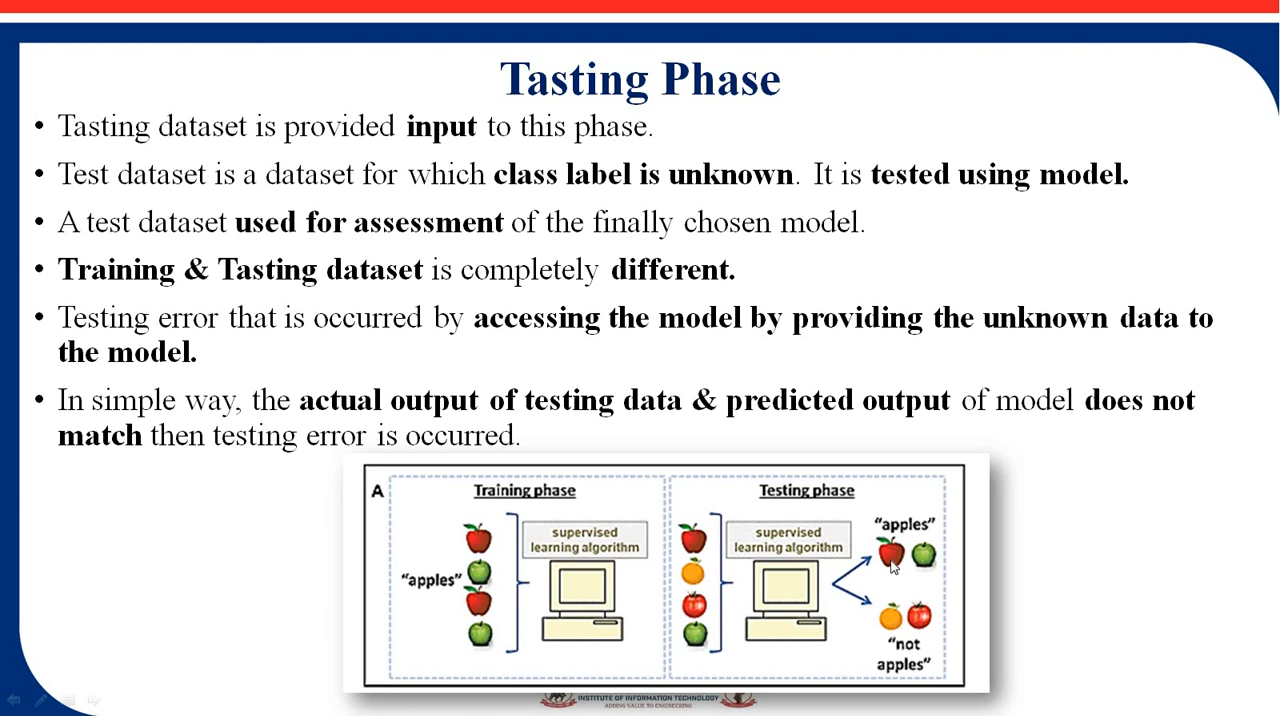 Tasting Phase
• Tasting dataset is provided input to this phase.
• Test dataset is a dataset for which class label is unknown. It is tested using model.
• A test dataset used for assessment of the finally chosen model.
• Training & Tasting dataset is completely different.
• Testing error that is occurred by accessing the model by providing the unknown data to
the model.
• In simple way, the actual output of testing data & predicted output of model does not
match then testing error is occurred.
A
Training phase
"apples"
supervised
learning algorithm
Testing phase
supervised
learning algorithm
"apples"
"not
apples"
INSTITUTE OF INFORMATION TECHNOLOGY
ADDING VALUE TO ENGINEERING